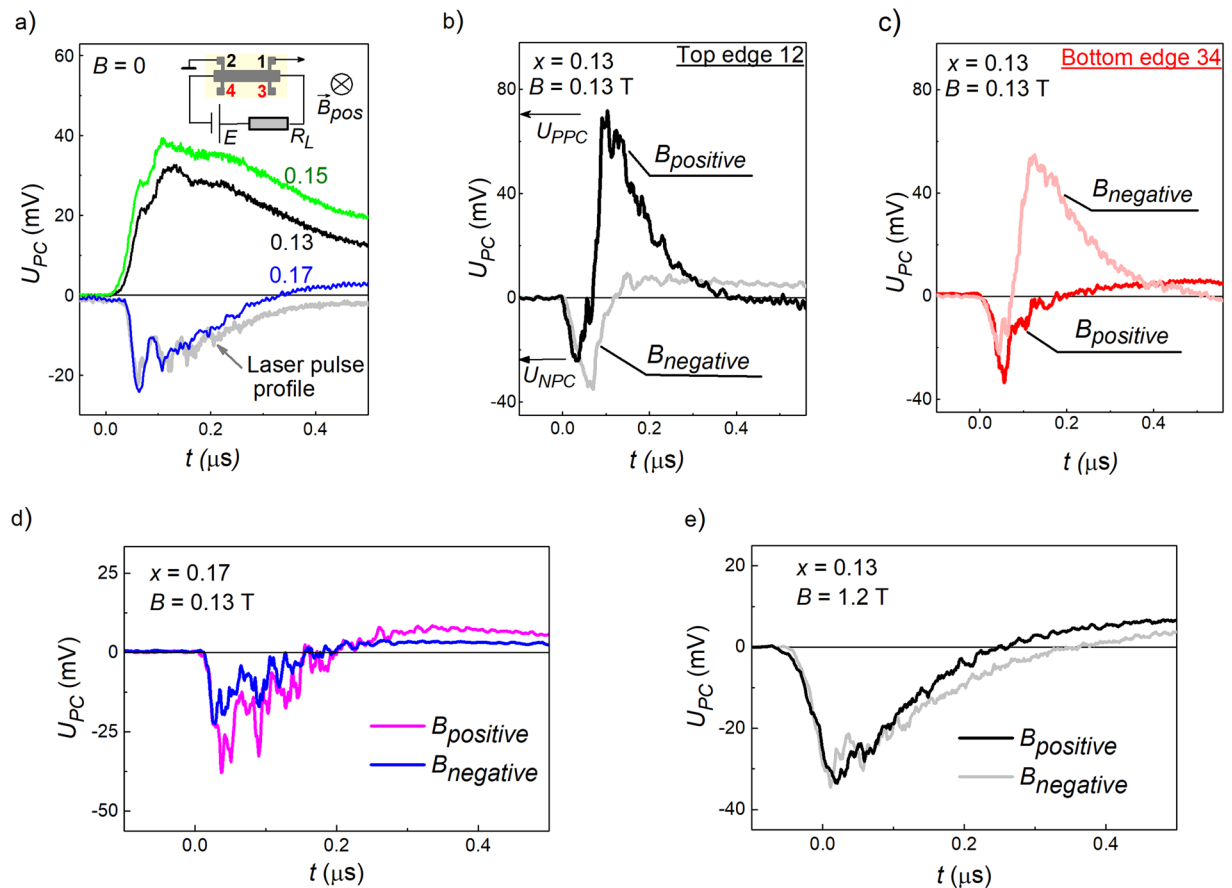 a)
60
40
20
0
-20
U_PC (mV)
B = 0
2
1
4
3
B_pos
E
R_L
0.15
0.13
0.17
Laser pulse
profile
0.0
0.2
0.4
t (μs)
b)
80
40
0
-40
U_PC (mV)
x = 0.13
B = 0.13 T
Top edge 12
U_PPC
B_positive
U_NPC
B_negative
0.0
0.2
0.4
t (μs)
c)
80
40
0
-40
U_PC (mV)
x = 0.13
B = 0.13 T
Bottom edge 34
B_negative
B_positive
0.0
0.2
0.4
t (μs)
d)
25
0
-25
-50
U_PC (mV)
x = 0.17
B = 0.13 T
B_positive
B_negative
0.0
0.2
0.4
t (μs)
e)
20
0
-20
-40
U_PC (mV)
x = 0.13
B = 1.2 T
B_positive
B_negative
0.0
0.2
0.4
t (μs)